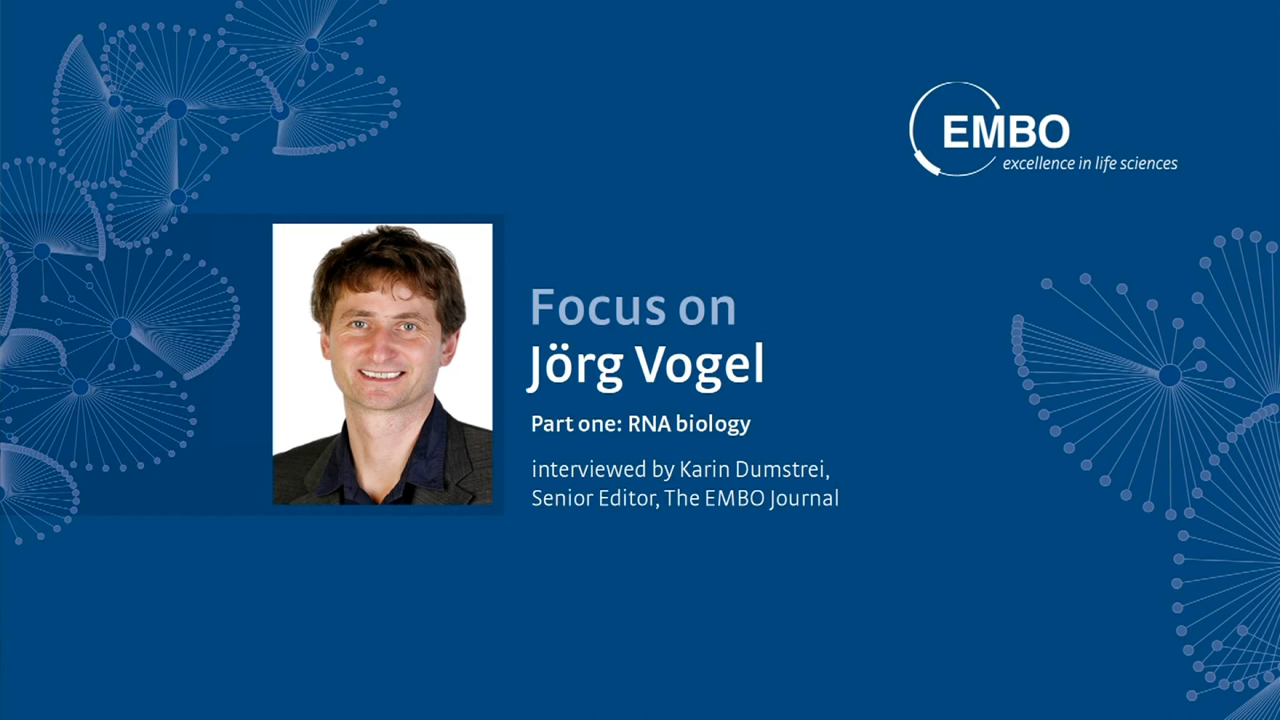 EMBO
excellence in life sciences
Focus on
Jörg Vogel
Part one: RNA biology
interviewed by Karin Dumstrei,
Senior Editor, The EMBO Journal